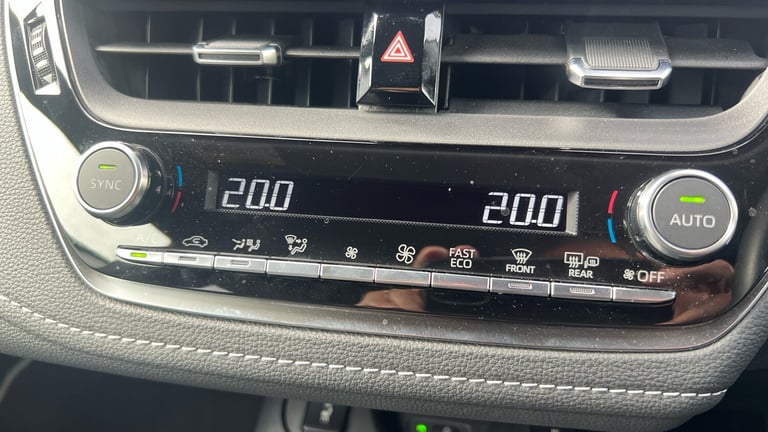 20.0 20.0
SYNC
AUTO
FAST
ECO
FRONT
REAR
OFF